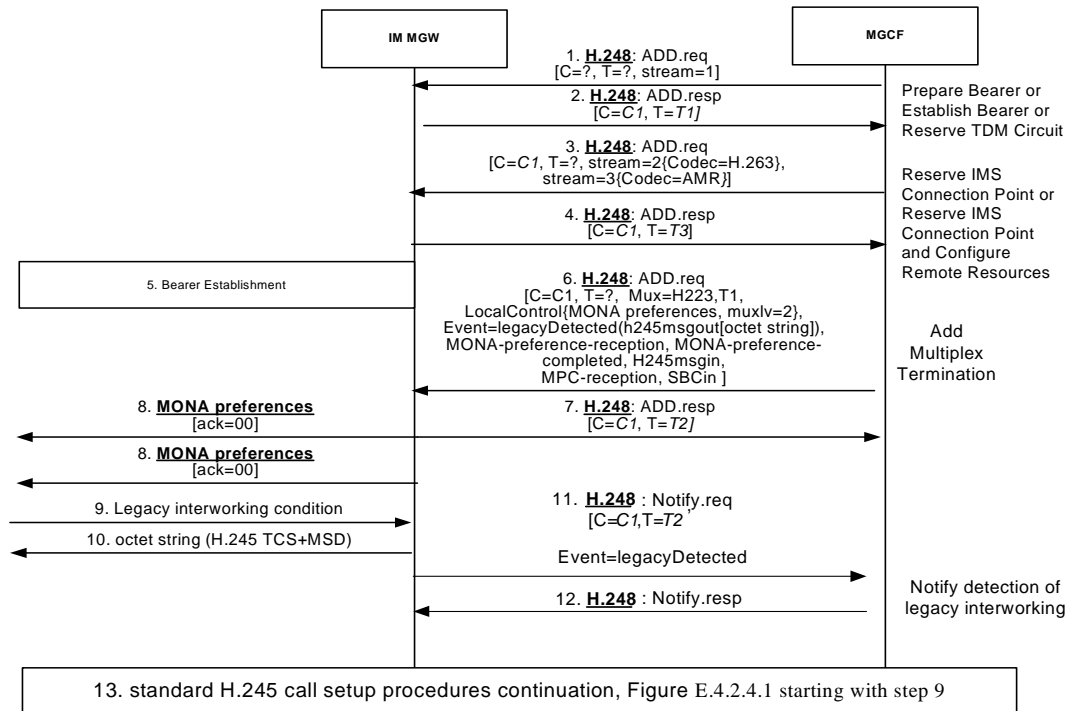 IM MGW
MGCF
1. H.248: ADD.req
[C=?, T=?, stream=1]
Prepare Bearer or
Establish Bearer or
Reserve TDM Circuit
2. H.248: ADD.resp
[C=C1, T=T1]
3. H.248: ADD.req
[C=C1, T=?, stream=2{Codec=H.263},
stream=3{Codec=AMR}]
Reserve IMS
Connection Point or
Reserve IMS
Connection Point
and Configure
Remote Resources
4. H.248: ADD.resp
[C=C1, T=T3]
5. Bearer Establishment
6. H.248: ADD.req
[C=C1, T=?, Mux=H223,T1,
LocalControl{MONA preferences, muxlv=2},
Event=legacyDetected(h245msgout[octet string]),
MONA-preference-reception, MONA-preference-
completed, H245msgin,
MPC-reception, SBCin ]
Add
Multiplex
Termination
8. MONA preferences
[ack=00]
7. H.248: ADD.resp
[C=C1, T=T2]
8. MONA preferences
[ack=00]
9. Legacy interworking condition
10. octet string (H.245 TCS+MSD)
11. H.248 : Notify.req
[C=C1,T=T2 ,
Event=legacyDetected
12. H.248 : Notify.resp
Notify detection of
legacy interworking
13. standard H.245 call setup procedures continuation, Figure E.4.2.4.1 starting with step 9